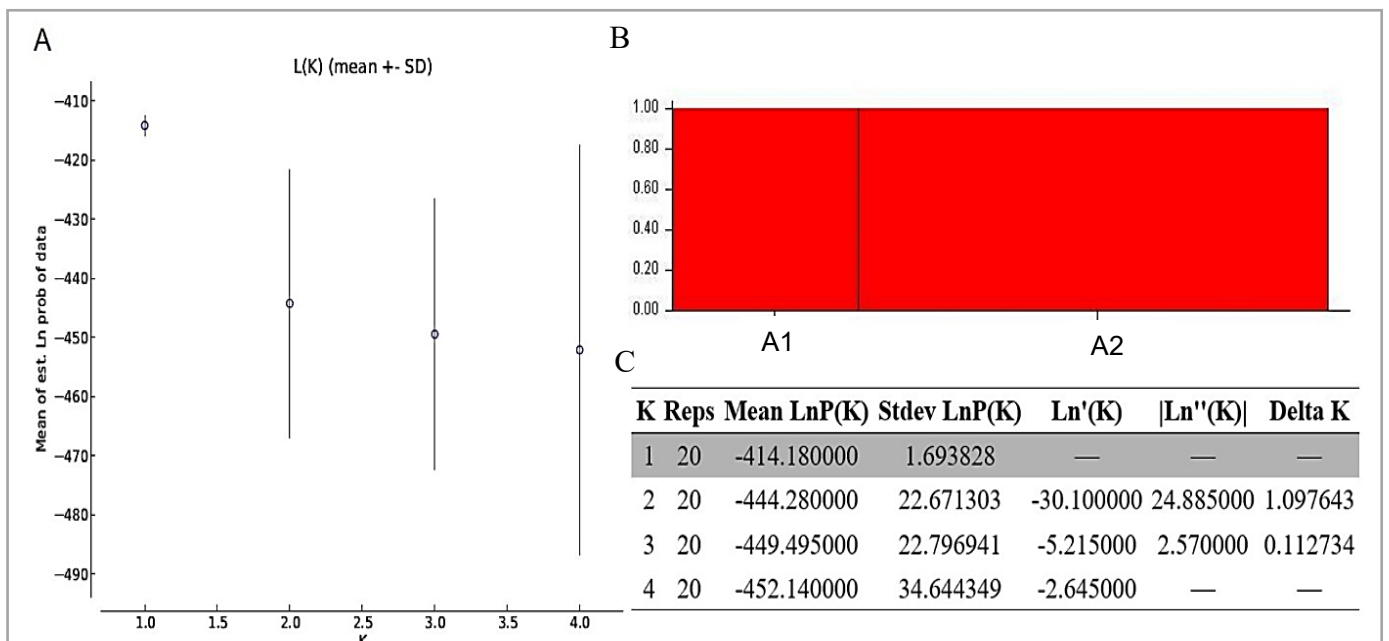 A
L(K) (mean +- SD)
Mean of est. Ln prob of data
−410
−420
−430
−440
−450
−460
−470
−480
−490
1.0 1.5 2.0 2.5 3.0 3.5 4.0
K
B
1.00
0.80
0.60
0.40
0.20
0.00
A1 A2
C
K Reps Mean LnP(K) Stdev LnP(K) Ln'(K) |Ln''(K)| Delta K
1 20 -414.180000 1.693828 — — —
2 20 -444.280000 22.671303 -30.100000 24.885000 1.097643
3 20 -449.495000 22.796941 -5.215000 2.570000 0.112734
4 20 -452.140000 34.644349 -2.645000 — —